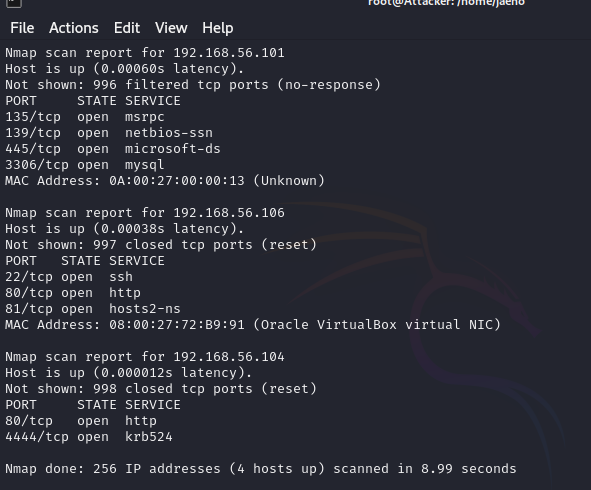 root@Attacker: /home/jaeho
File Actions Edit View Help
Nmap scan report for 192.168.56.101
Host is up (0.00060s latency).
Not shown: 996 filtered tcp ports (no-response)
PORT     STATE SERVICE
135/tcp  open  msrpc
139/tcp  open  netbios-ssn
445/tcp  open  microsoft-ds
3306/tcp open  mysql
MAC Address: 0A:00:27:00:00:13 (Unknown)
Nmap scan report for 192.168.56.106
Host is up (0.00038s latency).
Not shown: 997 closed tcp ports (reset)
PORT   STATE SERVICE
22/tcp open  ssh
80/tcp open  http
81/tcp open  hosts2-ns
MAC Address: 08:00:27:72:B9:91 (Oracle VirtualBox virtual NIC)
Nmap scan report for 192.168.56.104
Host is up (0.000012s latency).
Not shown: 998 closed tcp ports (reset)
PORT     STATE SERVICE
80/tcp   open  http
4444/tcp open  krb524
Nmap done: 256 IP addresses (4 hosts up) scanned in 8.99 seconds